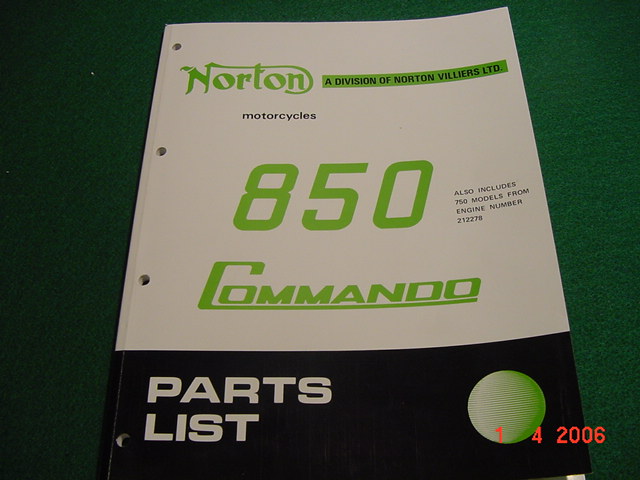 Norton
A DIVISION OF NORTON VILLIERS LTD.
motorcycles
850
ALSO INCLUDES
750 MODELS FROM
ENGINE NUMBER
212278
COMMANDO
PARTS
LIST
1 4 2006